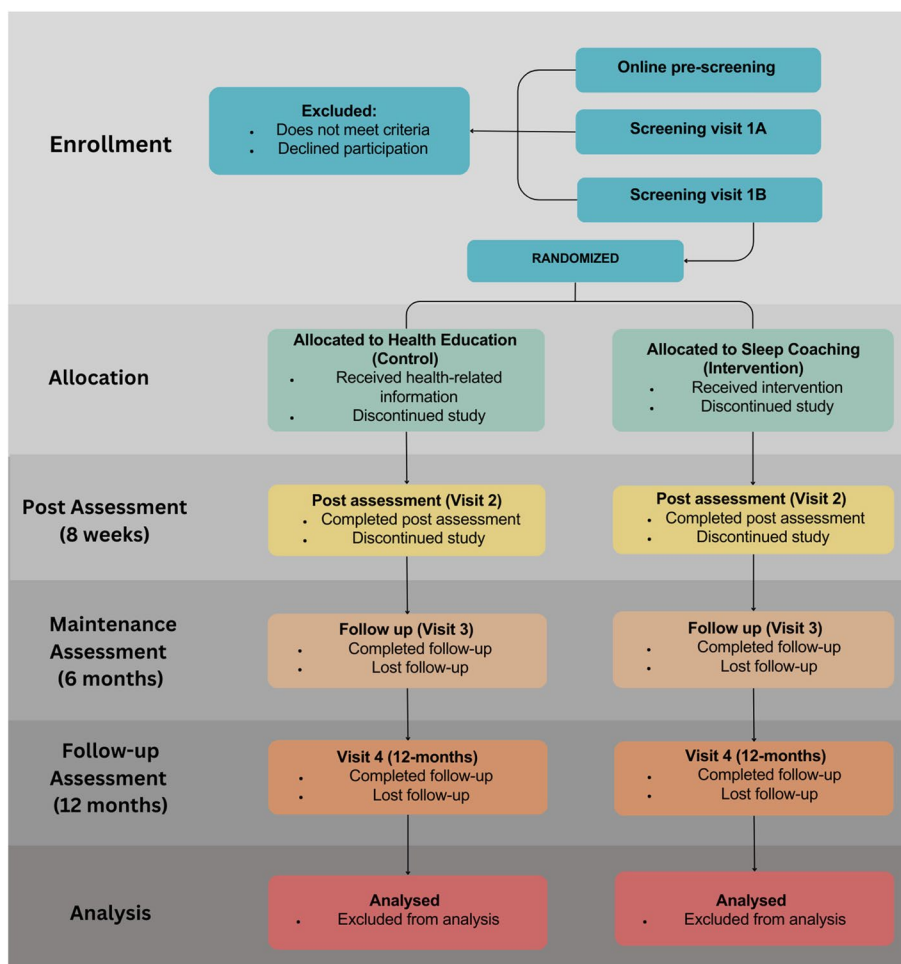 Enrollment
Online pre-screening
Excluded:
• Does not meet criteria
• Declined participation
Screening visit 1A
Screening visit 1B
RANDOMIZED
Allocation
Allocated to Health Education
(Control)
• Received health-related
information
• Discontinued study
Allocated to Sleep Coaching
(Intervention)
• Received intervention
• Discontinued study
Post Assessment
(8 weeks)
Post assessment (Visit 2)
• Completed post assessment
• Discontinued study
Post assessment (Visit 2)
• Completed post assessment
• Discontinued study
Maintenance
Assessment
(6 months)
Follow up (Visit 3)
• Completed follow-up
• Lost follow-up
Follow up (Visit 3)
• Completed follow-up
• Lost follow-up
Follow-up
Assessment
(12 months)
Visit 4 (12-months)
• Completed follow-up
• Lost follow-up
Visit 4 (12-months)
• Completed follow-up
• Lost follow-up
Analysis
Analysed
• Excluded from analysis
Analysed
• Excluded from analysis